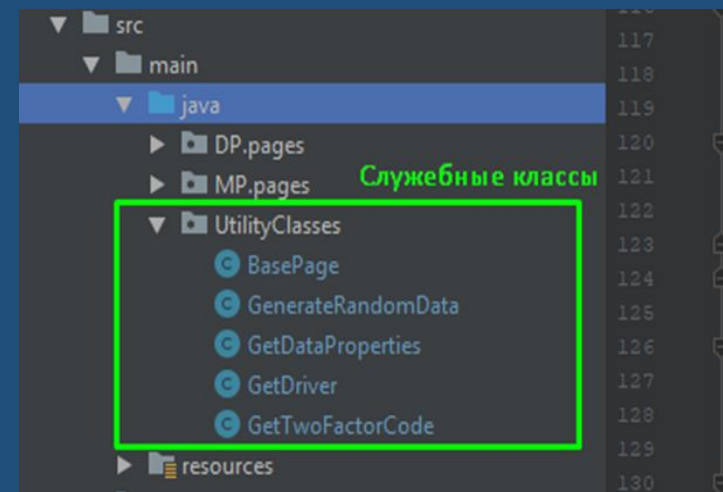 src
main
java
DP.pages
MP.pages
Служебные классы
UtilityClasses
BasePage
GenerateRandomData
GetDataProperties
GetDriver
GetTwoFactorCode
resources
117
118
119
120
121
122
123
124
125
126
127
128
129
130